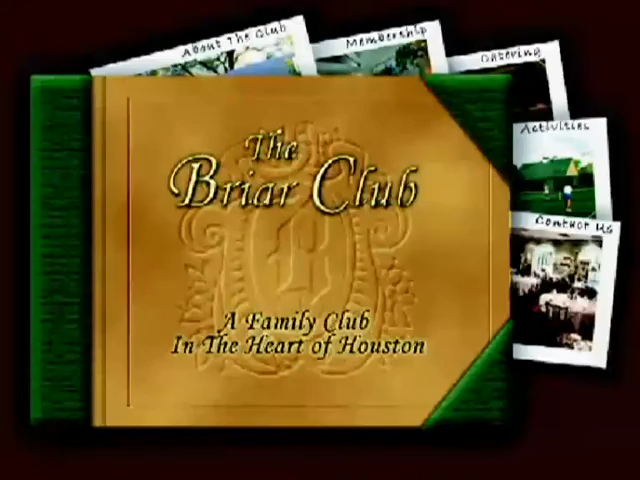 About The Club
Membership
Catering
Activities
Contact Us
The
Briar Club
B
A Family Club
In The Heart of Houston